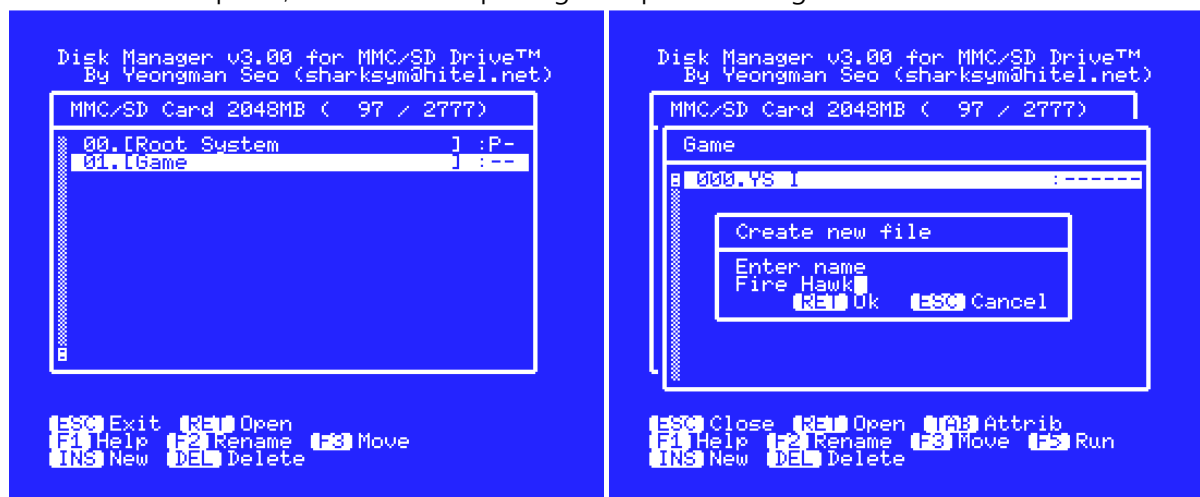 Disk Manager v3.00 for MMC/SD Drive™
By Yeongman Seo (sharksym@hitel.net)
MMC/SD Card 2048MB (  97 / 2777)
00.[Root System ] :P-
01.[Game ] :--
ESC Exit RET Open
F1 Help F2 Rename F3 Move
INS New DEL Delete
Disk Manager v3.00 for MMC/SD Drive™
By Yeongman Seo (sharksym@hitel.net)
MMC/SD Card 2048MB (  97 / 2777)
Game
000.YS I :------
Create new file
Enter name
Fire Hawk
RET Ok ESC Cancel
ESC Close RET Open TAB Attrib
F1 Help F2 Rename F3 Move F5 Run
INS New DEL Delete